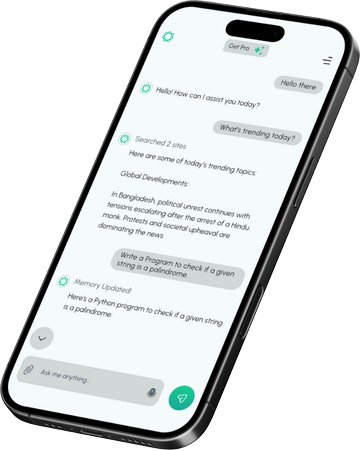 Get Pro
Hello there
Hello! How can I assist you today?
What's trending today?
Searched 2 sites
Here are some of today's trending topics:
Global Developments:
In Bangladesh, political unrest continues with
tensions escalating after the arrest of a Hindu
monk. Protests and societal upheaval are
dominating the news
Write a Program to check if a given
string is a palindrome
Memory Updated!
Here's a Python program to check if a given string
is a palindrome:
Ask me anything...